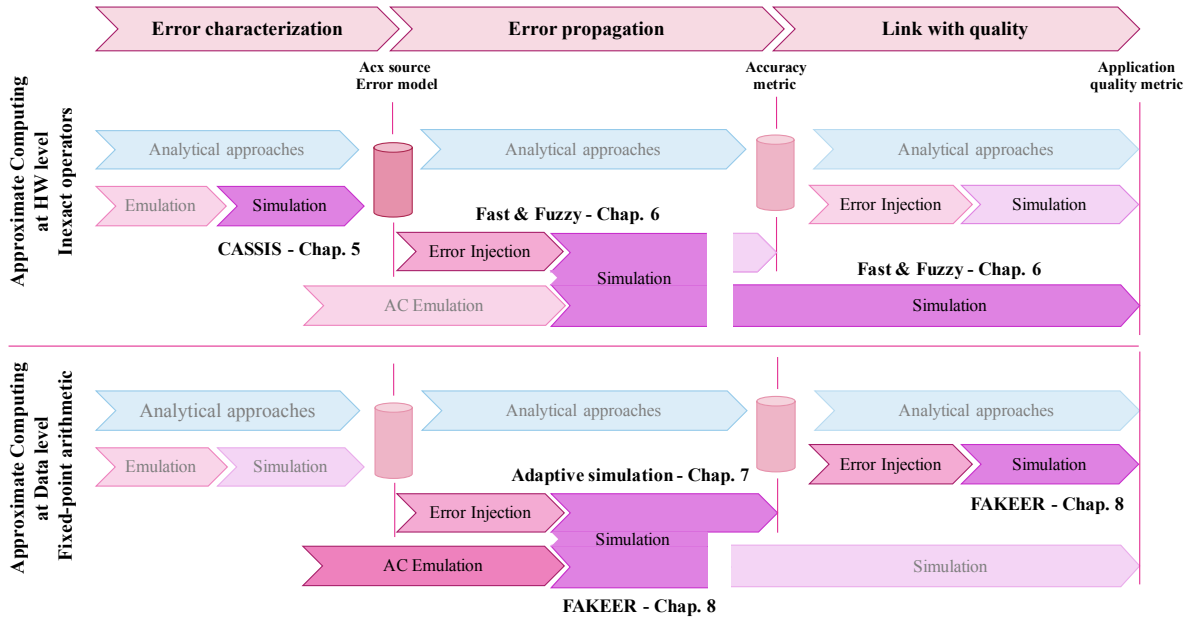 Error characterization
Error propagation
Link with quality
Acx source
Error model
Accuracy
metric
Application
quality metric
Approximate Computing
at HW level
Inexact operators
Analytical approaches
Analytical approaches
Analytical approaches
Emulation
Simulation
Error Injection
Simulation
CASSIS - Chap. 5
Fast & Fuzzy - Chap. 6
Error Injection
Simulation
Fast & Fuzzy - Chap. 6
AC Emulation
Simulation
Approximate Computing
at Data level
Fixed-point arithmetic
Analytical approaches
Analytical approaches
Analytical approaches
Emulation
Simulation
Error Injection
Simulation
Adaptive simulation - Chap. 7
FAKEER - Chap. 8
Error Injection
Simulation
AC Emulation
Simulation
FAKEER - Chap. 8